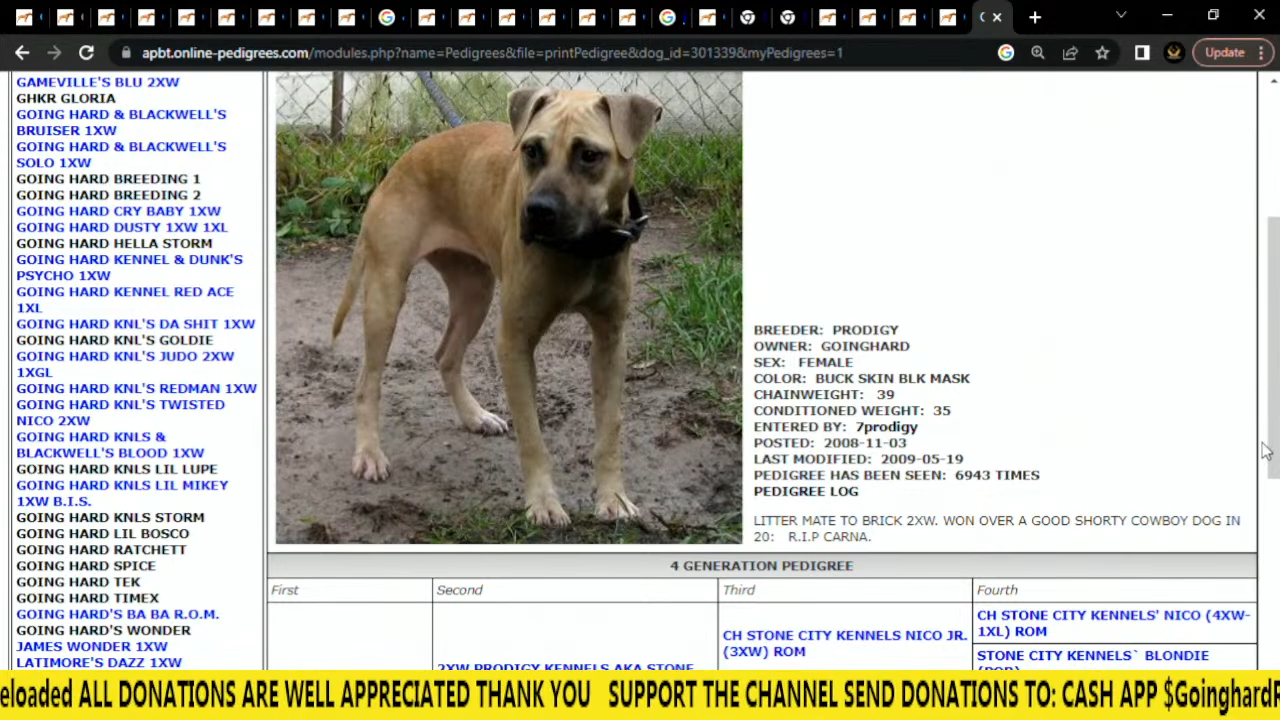 Update
apbt.online-pedigrees.com/modules.php?name=Pedigrees&file=printPedigree&dog_id=301339&myPedigrees=1
GAMEVILLE'S BLU 2XW
GHKR GLORIA
GOING HARD & BLACKWELL'S
BRUISER 1XW
GOING HARD & BLACKWELL'S
SOLO 1XW
GOING HARD BREEDING 1
GOING HARD BREEDING 2
GOING HARD CRY BABY 1XW
GOING HARD DUSTY 1XW 1XL
GOING HARD HELLA STORM
GOING HARD KENNEL & DUNK'S
PSYCHO 1XW
GOING HARD KENNEL RED ACE
1XL
GOING HARD KNL'S DA SHIT 1XW
GOING HARD KNL'S GOLDIE
GOING HARD KNL'S JUDO 2XW
1XGL
GOING HARD KNL'S REDMAN 1XW
GOING HARD KNL'S TWISTED
NICO 2XW
GOING HARD KNLS &
BLACKWELL'S BLOOD 1XW
GOING HARD KNLS LIL LUPE
GOING HARD KNLS LIL MIKEY
1XW B.I.S.
GOING HARD KNLS STORM
GOING HARD LIL BOSCO
GOING HARD RATCHETT
GOING HARD SPICE
GOING HARD TEK
GOING HARD TIMEX
GOING HARD'S BA BA R.O.M.
GOING HARD'S WONDER
JAMES WONDER 1XW
LATIMORE'S DAZZ 1XW
BREEDER: PRODIGY
OWNER: GOINGHARD
SEX: FEMALE
COLOR: BUCK SKIN BLK MASK
CHAINWEIGHT: 39
CONDITIONED WEIGHT: 35
ENTERED BY: 7prodigy
POSTED: 2008-11-03
LAST MODIFIED: 2009-05-19
PEDIGREE HAS BEEN SEEN: 6943 TIMES
PEDIGREE LOG
LITTER MATE TO BRICK 2XW. WON OVER A GOOD SHORTY COWBOY DOG IN
20: R.I.P CARNA.
4 GENERATION PEDIGREE
First Second Third Fourth
CH STONE CITY KENNELS' NICO (4XW-
1XL) ROM
CH STONE CITY KENNELS NICO JR.
(3XW) ROM
STONE CITY KENNELS` BLONDIE
2XW PRODIGY KENNELS AKA STONE
eloaded ALL DONATIONS ARE WELL APPRECIATED THANK YOU SUPPORT THE CHANNEL SEND DONATIONS TO: CASH APP $Goinghard